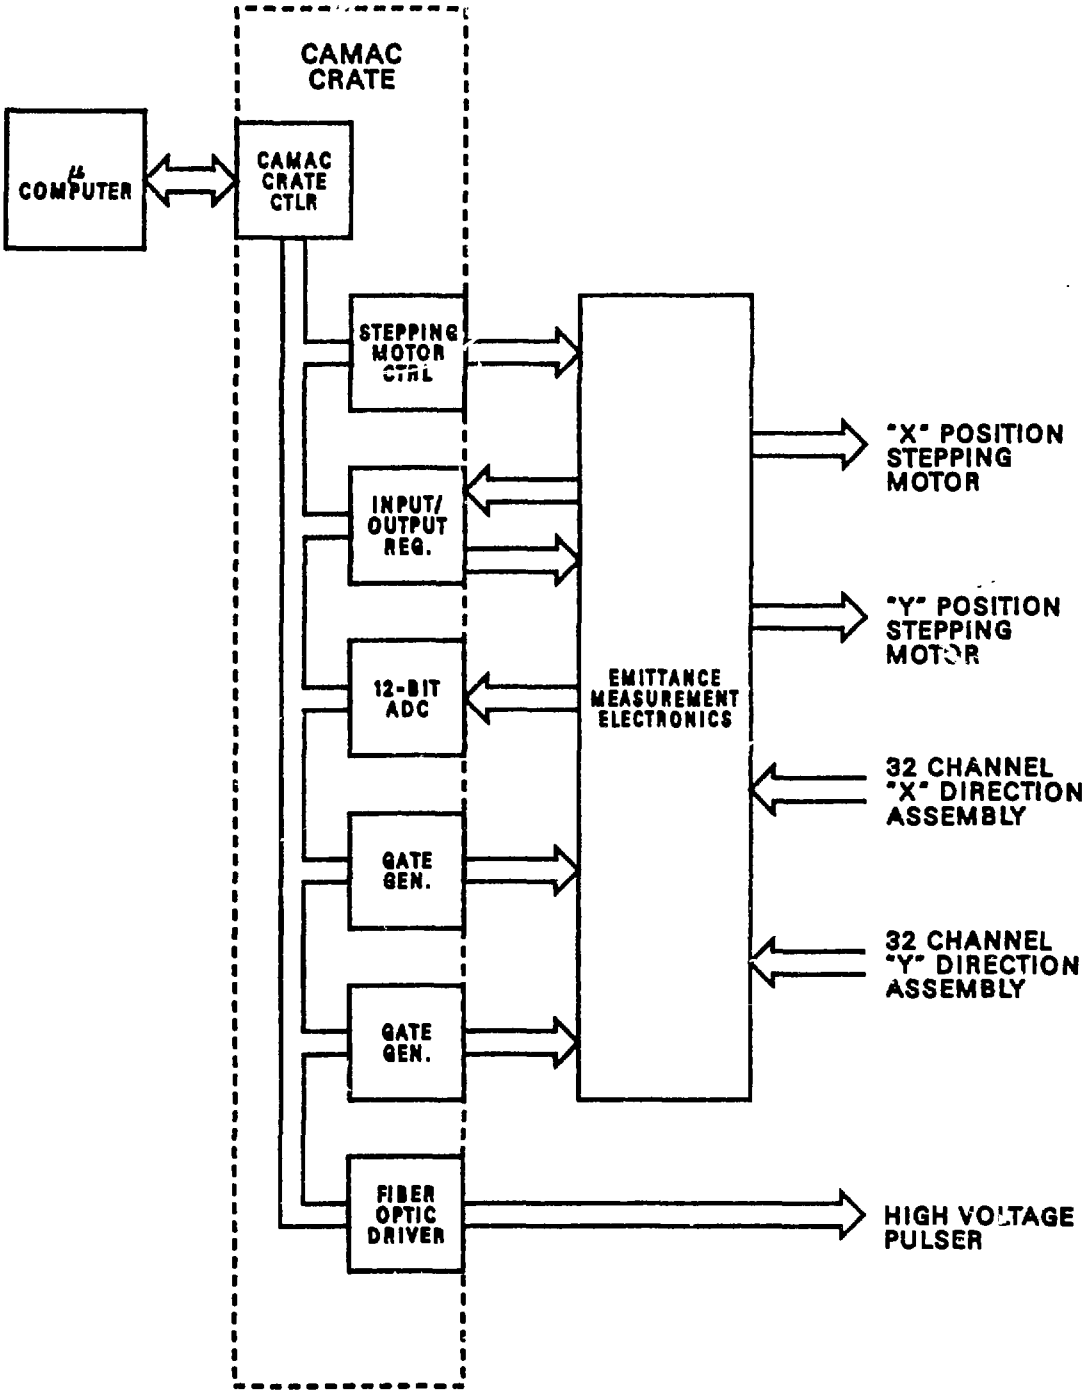 CAMAC
CRATE
μ
COMPUTER
CAMAC
CRATE
CTLR
STEPPING
MOTOR
CTRL
INPUT/
OUTPUT
REG.
12-BIT
ADC
GATE
GEN.
GATE
GEN.
FIBER
OPTIC
DRIVER
EMITTANCE
MEASUREMENT
ELECTRONICS
"X" POSITION
STEPPING
MOTOR
"Y" POSITION
STEPPING
MOTOR
32 CHANNEL
"X" DIRECTION
ASSEMBLY
32 CHANNEL
"Y" DIRECTION
ASSEMBLY
HIGH VOLTAGE
PULSER